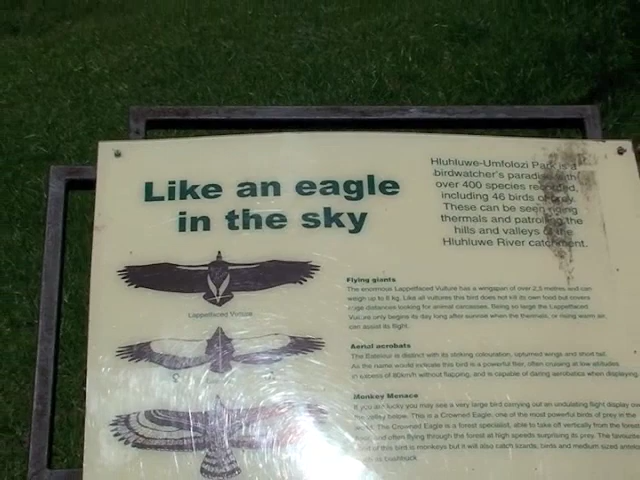 Like an eagle
in the sky
Hluhluwe-Umfolozi Park is a
birdwatcher's paradise with
over 400 species recorded,
including 46 birds of prey.
These can be seen riding
thermals and patrolling the
hills and valleys of the
Hluhluwe River catchment.
Lappetfaced Vulture
Flying giants
The enormous Lappetfaced Vulture has a wingspan of over 2,5 metres and can
weigh up to 8 kg. Like all vultures this bird does not kill its own food but covers
distances looking for animal carcasses. Being so large the Lappetfaced
Vulture only begins its day long after sunrise when the thermals, or rising warm air,
can assist its flight.
Aerial acrobats
The Bateleur is distinct with its striking colouration, upturned wings and short tail.
As the name would indicate this bird is a powerful flier, often cruising at low altitudes
in excess of 80km/h without flapping, and is capable of daring aerobatics when displaying.
Monkey Menace
If you are lucky you may see a very large bird carrying out an undulating flight display over
the valley below. This is a Crowned Eagle, one of the most powerful birds of prey in the
world. The Crowned Eagle is a forest specialist, able to take off vertically from the forest
floor and often flying through the forest at high speeds surprising its prey. The favourite
food of this bird is monkeys but it will also catch lizards, birds and medium sized antelope
such as bushbuck